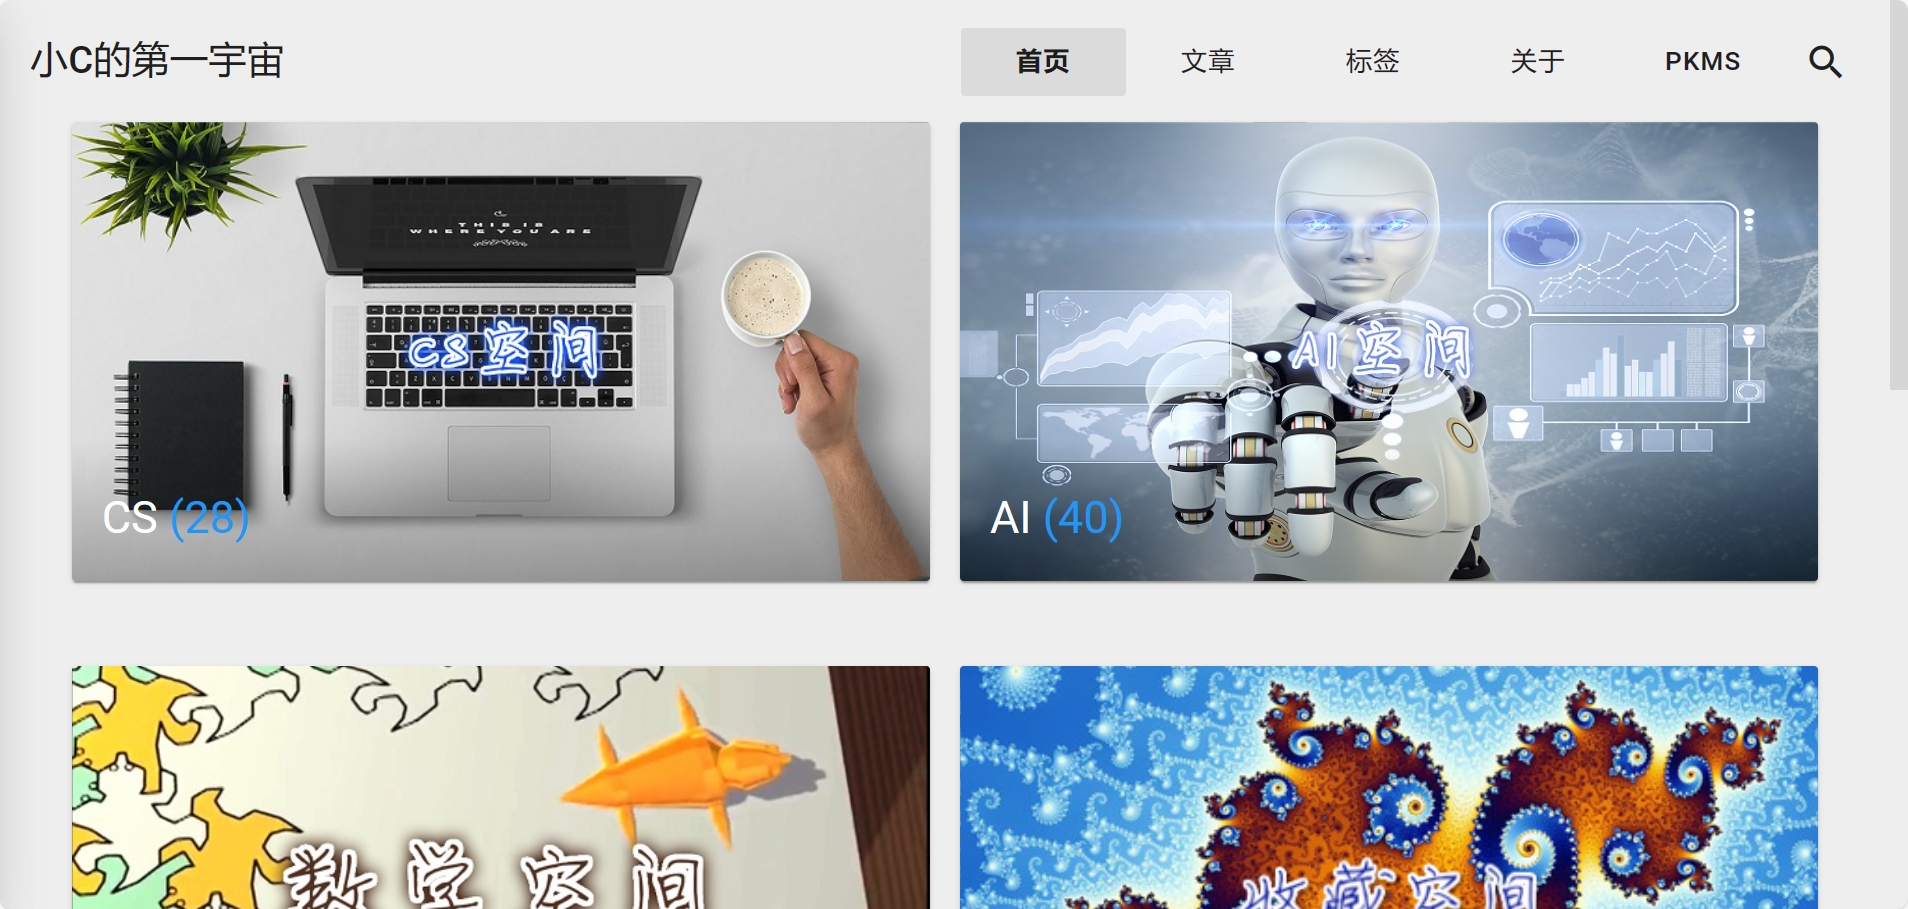 小C的第一宇宙
首页 文章 标签 关于 PKMS
THIS IS
WHERE YOU ARE
CS空间
CS (28)
AI空间
AI (40)
数学空间
收藏空间